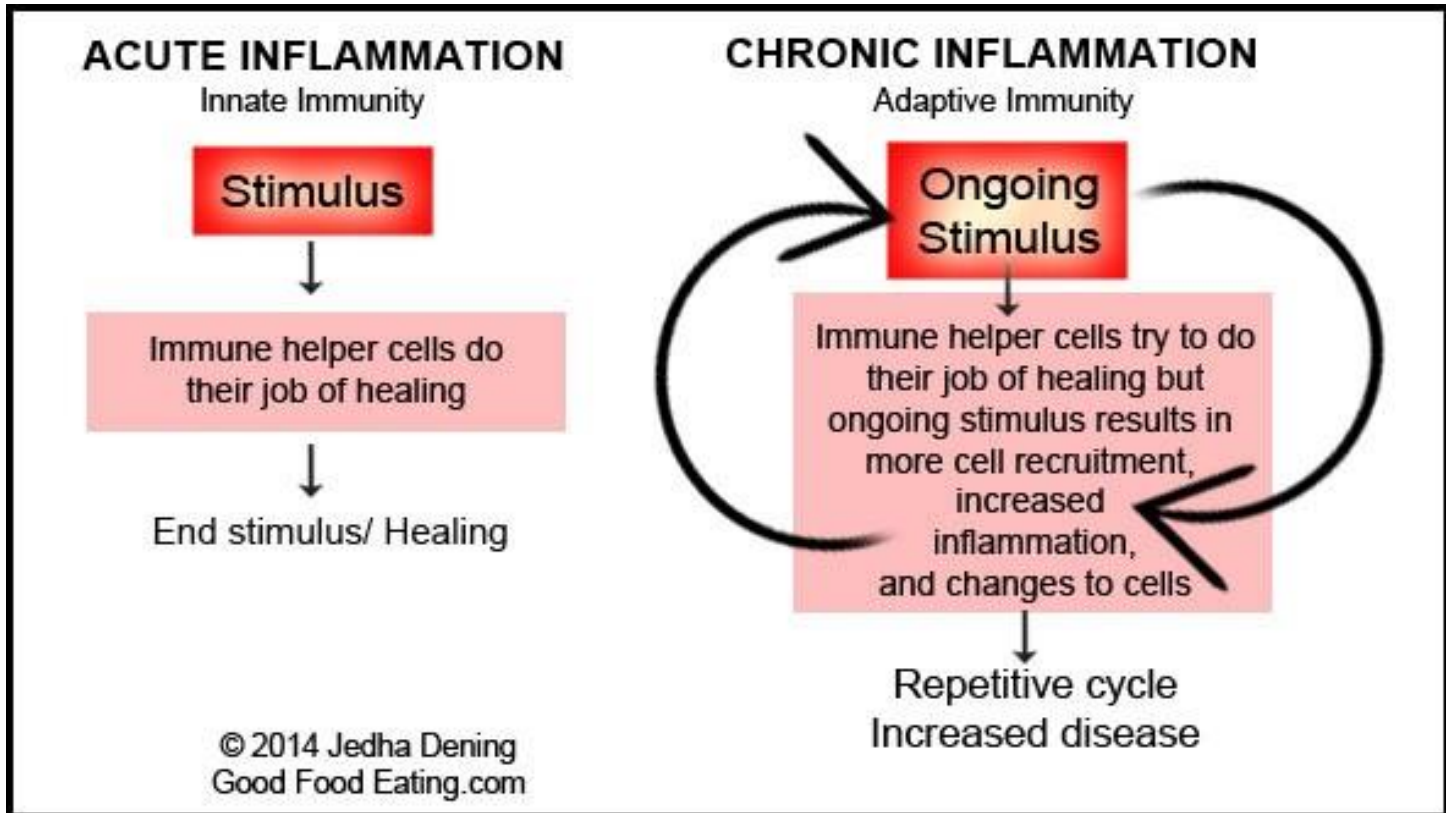 ACUTE INFLAMMATION
Innate Immunity
Stimulus
Immune helper cells do
their job of healing
End stimulus/ Healing
© 2014 Jedha Dening
Good Food Eating.com
CHRONIC INFLAMMATION
Adaptive Immunity
Ongoing
Stimulus
Immune helper cells try to do
their job of healing but
ongoing stimulus results in
more cell recruitment,
increased
inflammation,
and changes to cells
Repetitive cycle
Increased disease